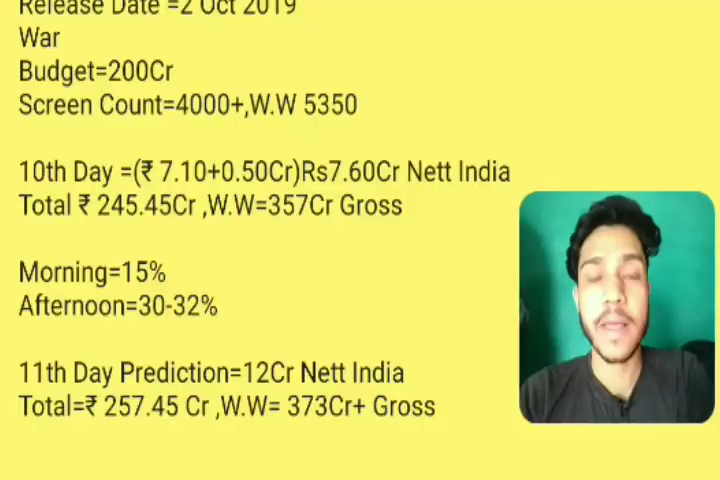 Release Date =2 Oct 2019
War
Budget=200Cr
Screen Count=4000+,W.W 5350
10th Day =(₹ 7.10+0.50Cr)Rs7.60Cr Nett India
Total ₹ 245.45Cr ,W.W=357Cr Gross
Morning=15%
Afternoon=30-32%
11th Day Prediction=12Cr Nett India
Total=₹ 257.45 Cr ,W.W= 373Cr+ Gross